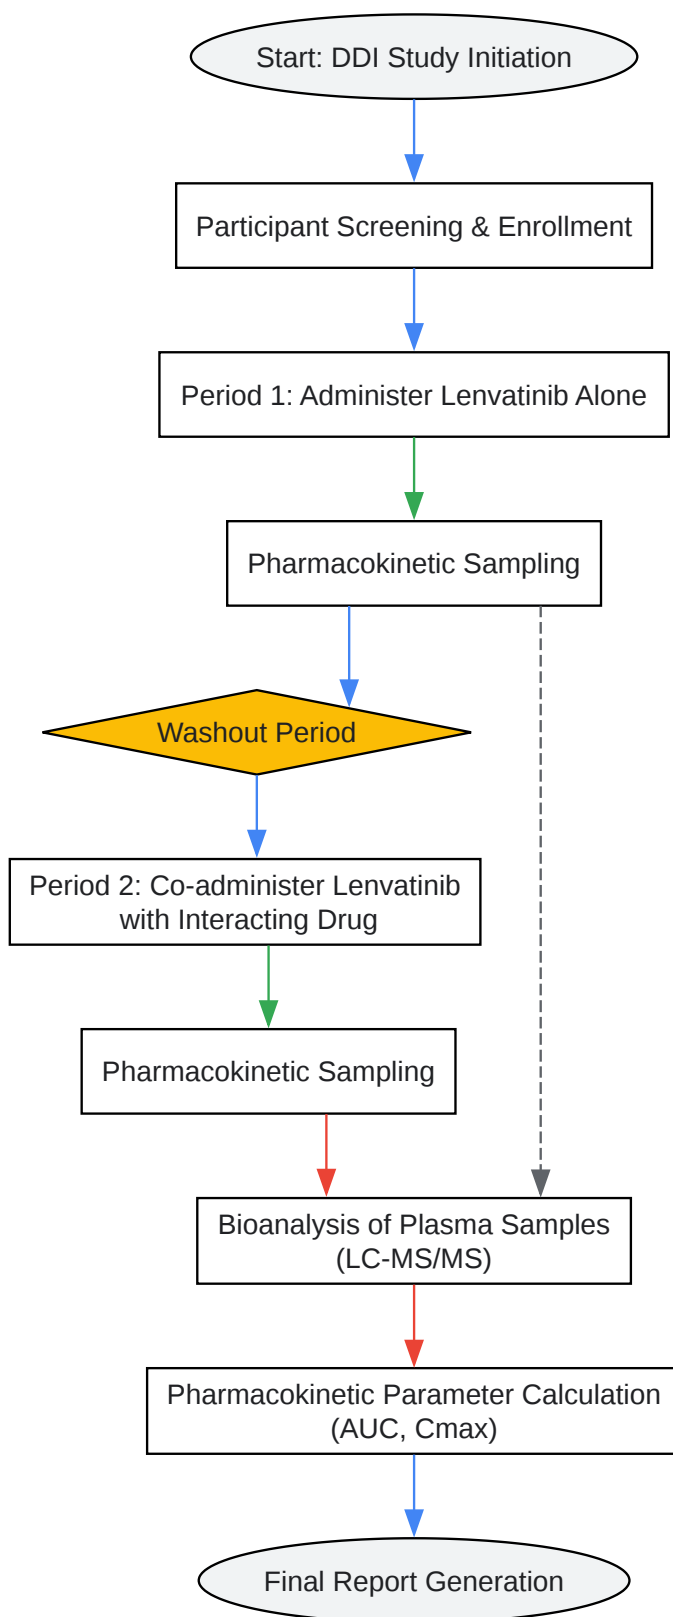 Start: DDI Study Initiation
Participant Screening & Enrollment
Period 1: Administer Lenvatinib Alone
Pharmacokinetic Sampling
Washout Period
Period 2: Co-administer Lenvatinib
with Interacting Drug
Pharmacokinetic Sampling
Bioanalysis of Plasma Samples
(LC-MS/MS)
Pharmacokinetic Parameter Calculation
(AUC, Cmax)
Final Report Generation